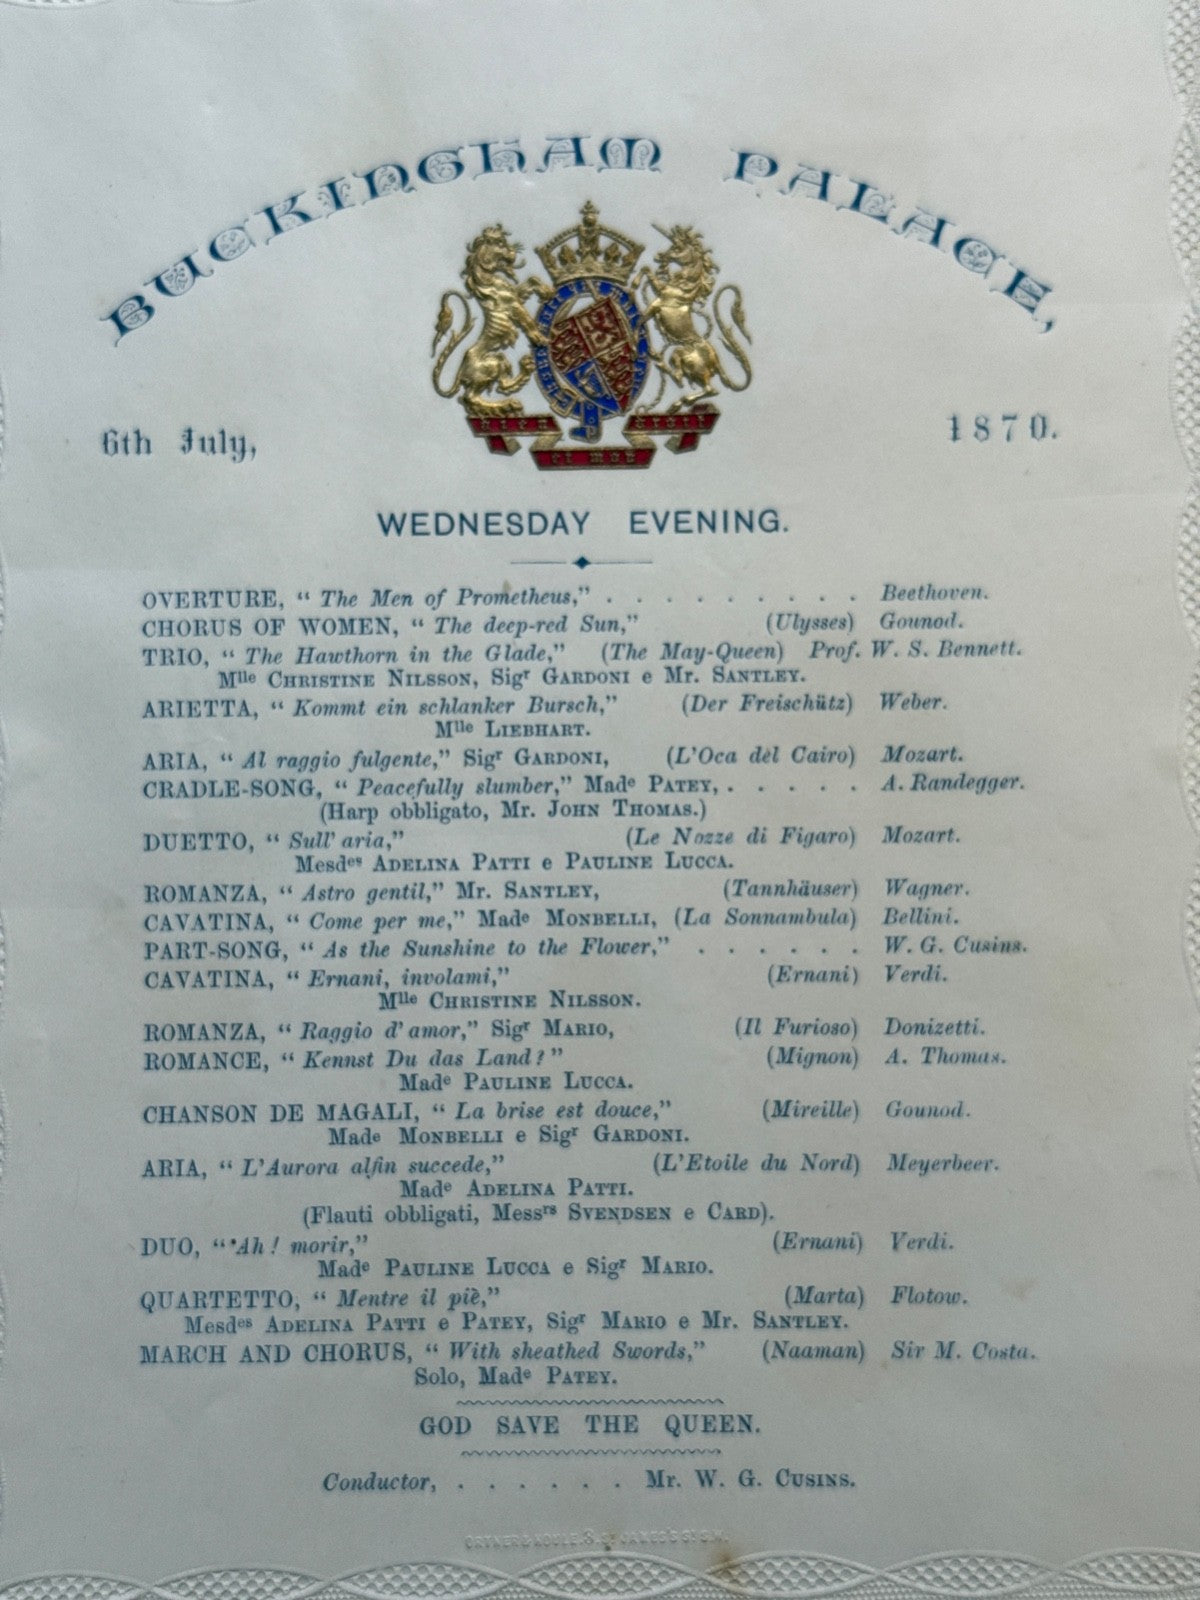 BUCKINGHAM PALACE,
6th July, 1870.
WEDNESDAY EVENING.
OVERTURE, “ The Men of Prometheus,” . . . . . . . . . Beethoven.
CHORUS OF WOMEN, “ The deep-red Sun,” (Ulysses) Gounod.
TRIO, “ The Hawthorn in the Glade,” (The May-Queen) Prof. W. S. Bennett.
Mlle CHRISTINE NILSSON, Sigr GARDONI e Mr. SANTLEY.
ARIETTA, “ Kommt ein schlanker Bursch,” (Der Freischütz) Weber.
Mlle LIEBHART.
ARIA, “ Al raggio fulgente,” Sigr GARDONI, (L'Oca del Cairo) Mozart.
CRADLE-SONG, “ Peacefully slumber,” Made PATEY, . . . . . A. Randegger.
(Harp obbligato, Mr. JOHN THOMAS.)
DUETTO, “ Sull' aria,” (Le Nozze di Figaro) Mozart.
Mesdes ADELINA PATTI e PAULINE LUCCA.
ROMANZA, “ Astro gentil,” Mr. SANTLEY, (Tannhäuser) Wagner.
CAVATINA, “ Come per me,” Made MONBELLI, (La Sonnambula) Bellini.
PART-SONG, “ As the Sunshine to the Flower,” . . . . . . W. G. Cusins.
CAVATINA, “ Ernani, involami,” (Ernani) Verdi.
Mlle CHRISTINE NILSSON.
ROMANZA, “ Raggio d' amor,” Sigr MARIO, (Il Furioso) Donizetti.
ROMANCE, “ Kennst Du das Land? ” (Mignon) A. Thomas.
Made PAULINE LUCCA.
CHANSON DE MAGALI, “ La brise est douce,” (Mireille) Gounod.
Made MONBELLI e Sigr GARDONI.
ARIA, “ L'Aurora alfin succede,” (L'Etoile du Nord) Meyerbeer.
Made ADELINA PATTI.
(Flauti obbligati, Messrs SVENDSEN e CARD).
DUO, “ Ah! morir,” (Ernani) Verdi.
Made PAULINE LUCCA e Sigr MARIO.
QUARTETTO, “ Mentre il piè,” (Marta) Flotow.
Mesdes ADELINA PATTI e PATEY, Sigr MARIO e Mr. SANTLEY.
MARCH AND CHORUS, “ With sheathed Swords,” (Naaman) Sir M. Costa.
Solo, Made PATEY.
GOD SAVE THE QUEEN.
Conductor, . . . . . . Mr. W. G. CUSINS.